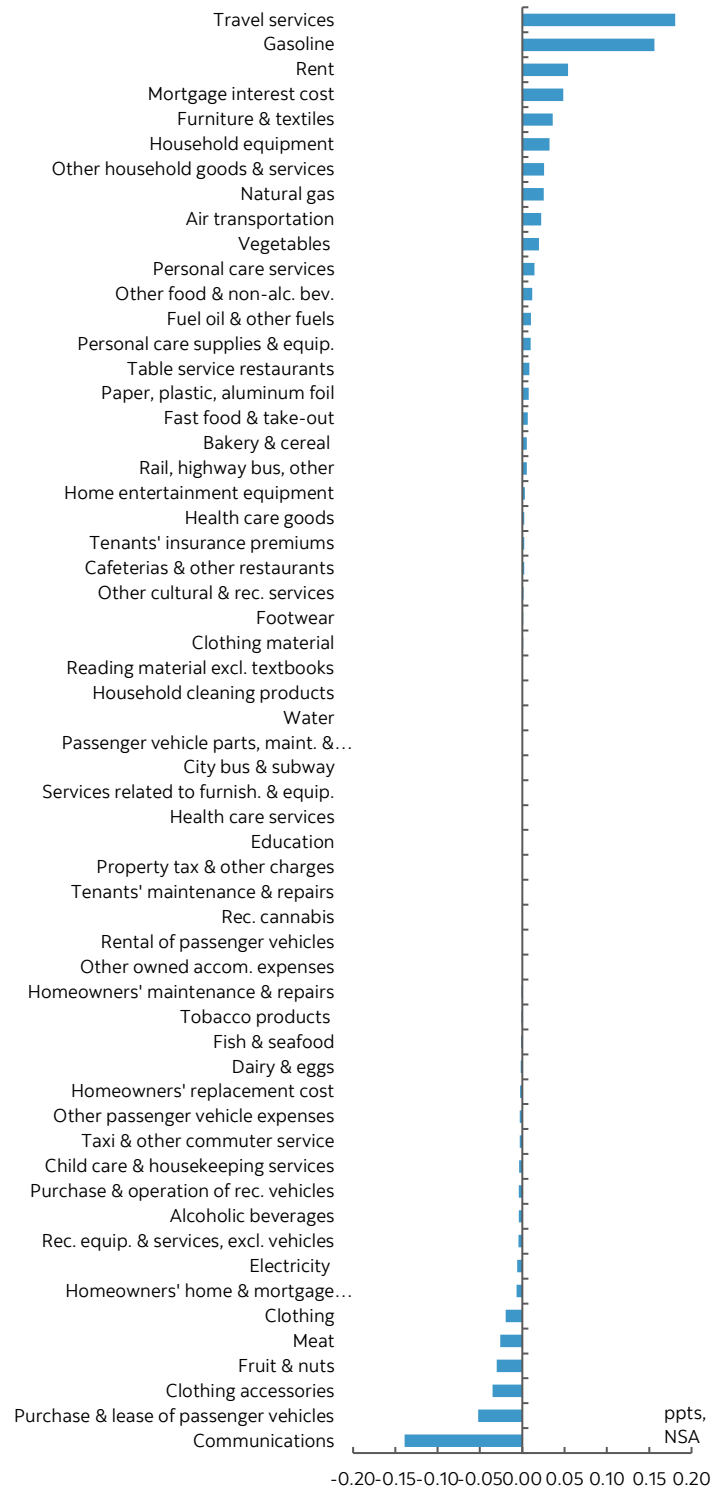 Travel services
Gasoline
Rent
Mortgage interest cost
Furniture & textiles
Household equipment
Other household goods & services
Natural gas
Air transportation
Vegetables
Personal care services
Other food & non-alc. bev.
Fuel oil & other fuels
Personal care supplies & equip.
Table service restaurants
Paper, plastic, aluminum foil
Fast food & take-out
Bakery & cereal
Rail, highway bus, other
Home entertainment equipment
Health care goods
Tenants' insurance premiums
Cafeterias & other restaurants
Other cultural & rec. services
Footwear
Clothing material
Reading material excl. textbooks
Household cleaning products
Water
Passenger vehicle parts, maint. &…
City bus & subway
Services related to furnish. & equip.
Health care services
Education
Property tax & other charges
Tenants' maintenance & repairs
Rec. cannabis
Rental of passenger vehicles
Other owned accom. expenses
Homeowners' maintenance & repairs
Tobacco products
Fish & seafood
Dairy & eggs
Homeowners' replacement cost
Other passenger vehicle expenses
Taxi & other commuter service
Child care & housekeeping services
Purchase & operation of rec. vehicles
Alcoholic beverages
Rec. equip. & services, excl. vehicles
Electricity
Homeowners' home & mortgage…
Clothing
Meat
Fruit & nuts
Clothing accessories
Purchase & lease of passenger vehicles
Communications
ppts,
NSA
-0.20 -0.15 -0.10 -0.05 0.00 0.05 0.10 0.15 0.20